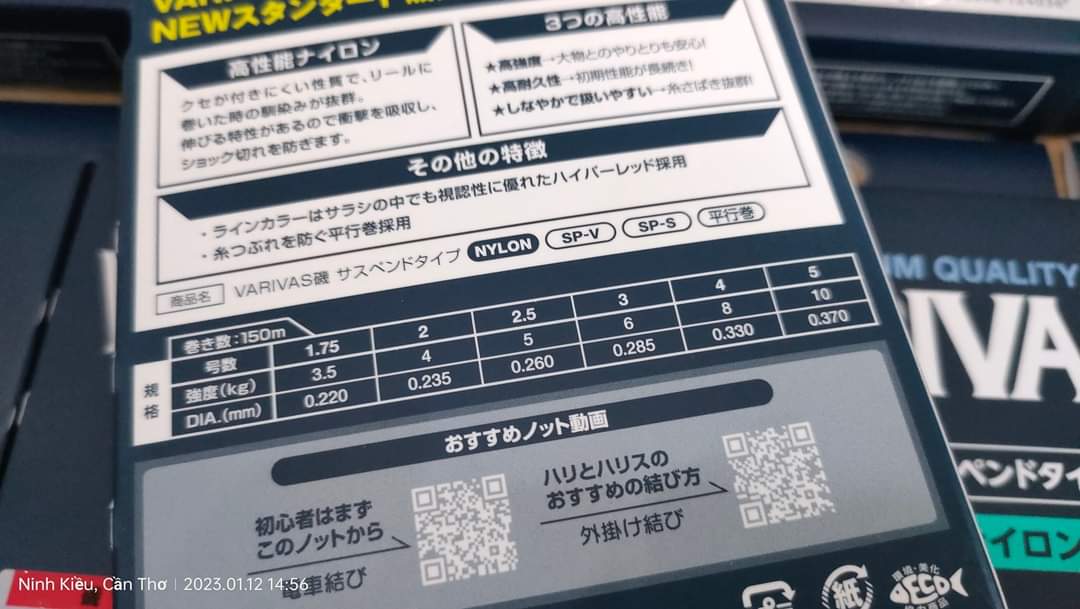 NEWスタンダード
高性能ナイロン
クセが付きにくい性質で、リールに
巻いた時の馴染みが抜群。
伸びる特性があるので衝撃を吸収し、
ショック切れを防ぎます。
3つの高性能
★高強度→大物とのやりとりも安心!
★高耐久性→初期性能が長続き!
★しなやかで扱いやすい→糸さばき抜群!
その他の特徴
・ラインカラーはサラシの中でも視認性に優れたハイパーレッド採用
・糸つぶれを防ぐ平行巻採用
商品名 VARIVAS磯 サスペンドタイプ NYLON SP-V SP-S 平行巻
規格
巻き数:150m
号数 1.75 2 2.5 3 4 5
強度(kg) 3.5 4 5 6 8 10
DIA.(mm) 0.220 0.235 0.260 0.285 0.330 0.370
おすすめノット動画
初心者はまず
このノットから
電車結び
ハリとハリスの
おすすめの結び方
外掛け結び
紙
環境・美化
ECO
UM QUALITY
IVA
ペンドタイ
イロン
Ninh Kiều, Cần Thơ | 2023.01.12 14:56